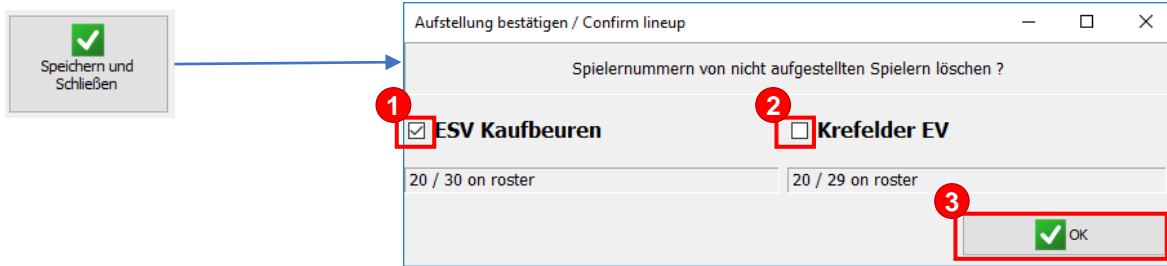 Speichern und
Schließen
Aufstellung bestätigen / Confirm lineup
Spielernummern von nicht aufgestellten Spielern löschen ?
1
2
ESV Kaufbeuren
Krefelder EV
20 / 30 on roster
20 / 29 on roster
3
OK